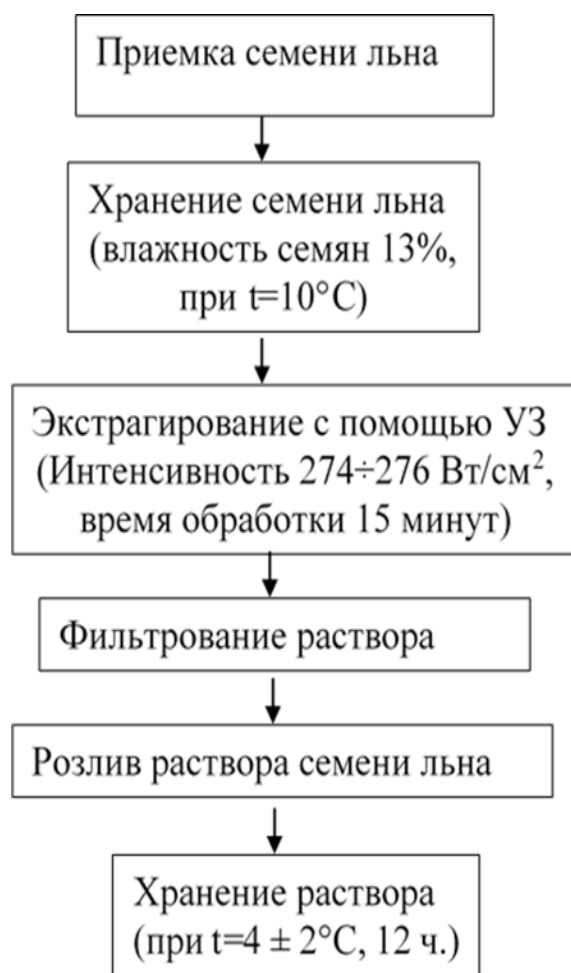 Приемка семени льна
Хранение семени льна
(влажность семян 13%,
при t=10°C)
Экстрагирование с помощью УЗ
(Интенсивность 274÷276 Вт/см²,
время обработки 15 минут)
Фильтрование раствора
Розлив раствора семени льна
Хранение раствора
(при t=4 ± 2°C, 12 ч.)